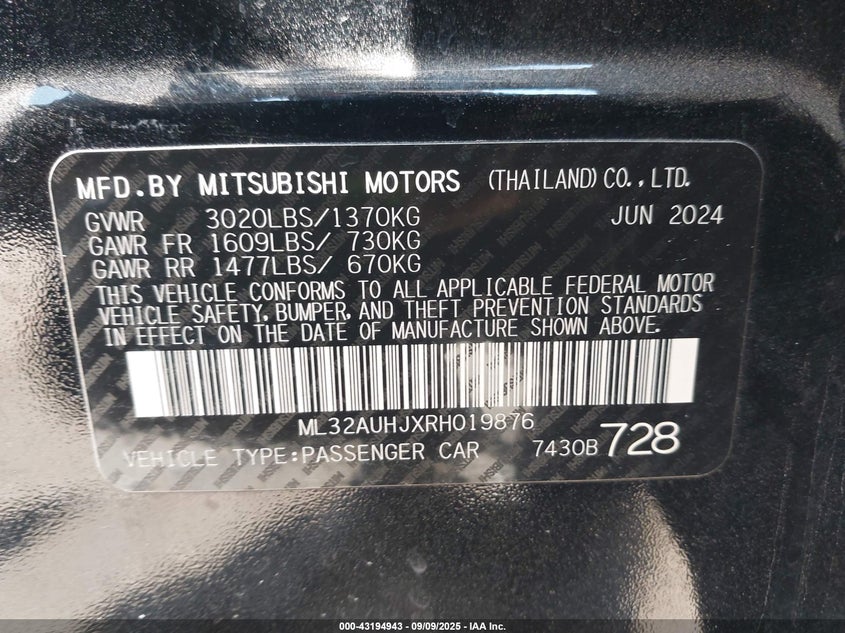 MFD.BY MITSUBISHI MOTORS (THAILAND) CO., LTD.
GVWR 3020LBS/1370KG JUN 2024
GAWR FR 1609LBS/ 730KG
GAWR RR 1477LBS/ 670KG
THIS VEHICLE CONFORMS TO ALL APPLICABLE FEDERAL MOTOR
VEHICLE SAFETY, BUMPER, AND THEFT PREVENTION STANDARDS
IN EFFECT ON THE DATE OF MANUFACTURE SHOWN ABOVE.
ML32AUHJXRH019876
VEHICLE TYPE:PASSENGER CAR 7430B 728
000-43194943 - 09/09/2025 - IAA Inc.